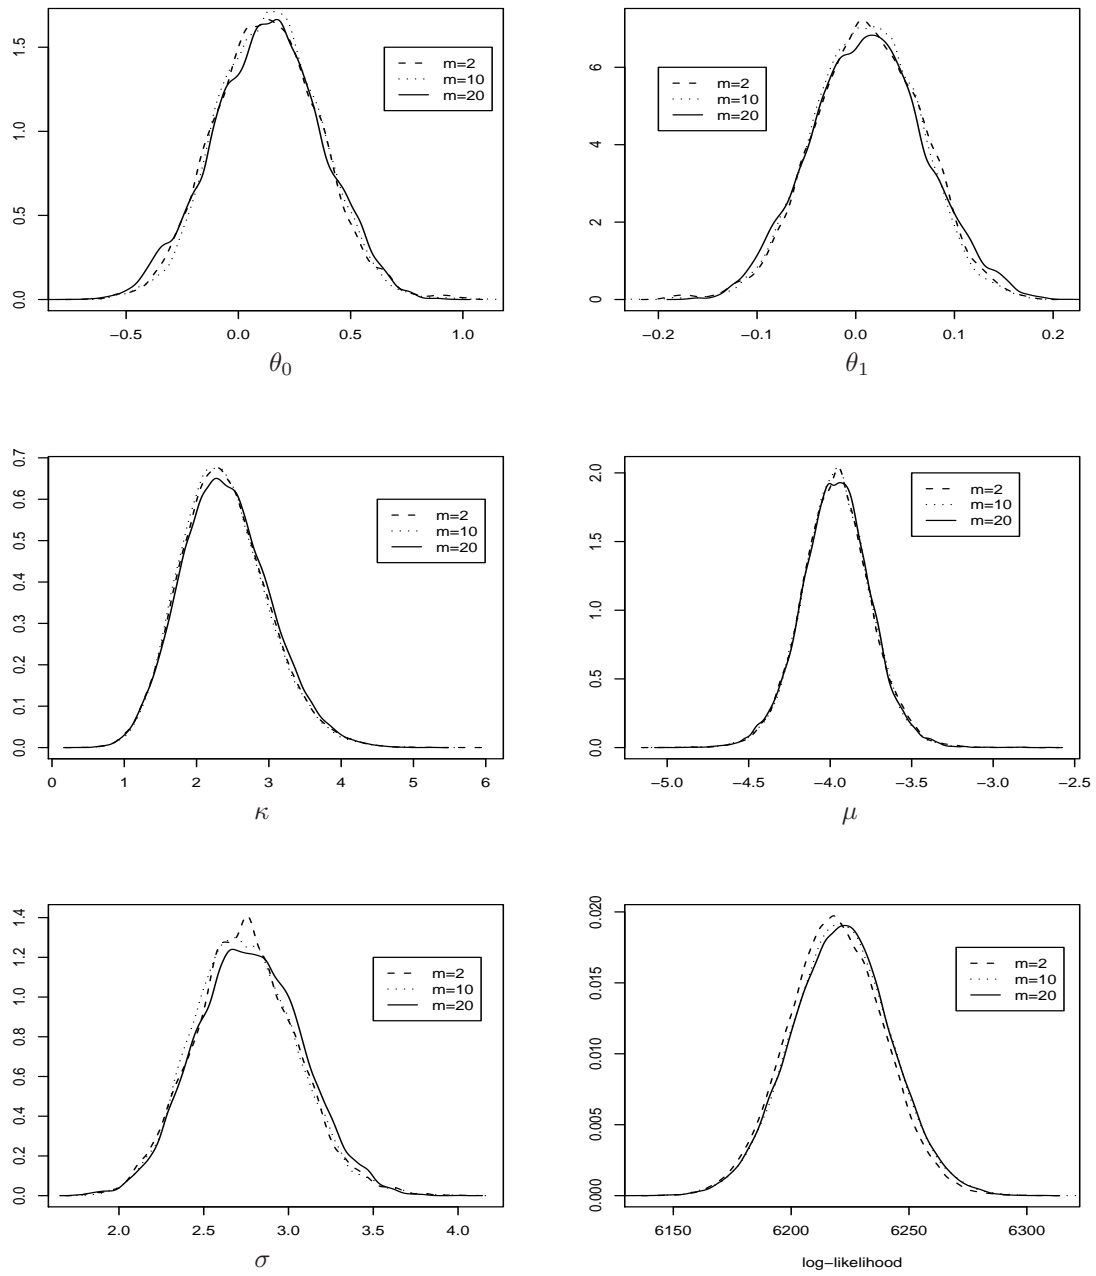 0.0 0.5 1.0 1.5
m=2
m=10
m=20
−0.5 0.0 0.5 1.0
θ0
0 2 4 6
m=2
m=10
m=20
−0.2 −0.1 0.0 0.1 0.2
θ1
0.0 0.1 0.2 0.3 0.4 0.5 0.6 0.7
m=2
m=10
m=20
0 1 2 3 4 5 6
κ
0.0 0.5 1.0 1.5 2.0
m=2
m=10
m=20
−5.0 −4.5 −4.0 −3.5 −3.0 −2.5
μ
0.0 0.2 0.4 0.6 0.8 1.0 1.2 1.4
m=2
m=10
m=20
2.0 2.5 3.0 3.5 4.0
σ
0.000 0.005 0.010 0.015 0.020
m=2
m=10
m=20
6150 6200 6250 6300
log−likelihood